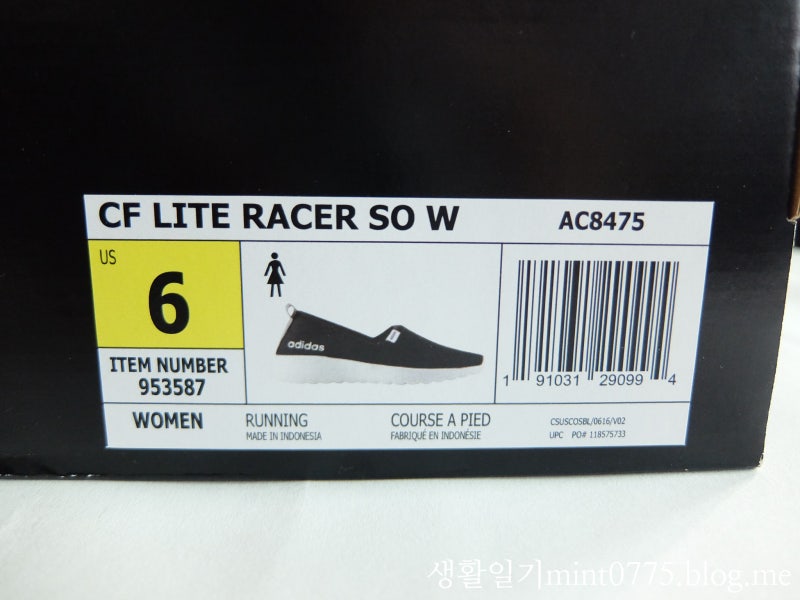 CF LITE RACER SO W AC8475
US
6
adidas
ITEM NUMBER
953587
1 91031 29099 4
WOMEN
RUNNING
MADE IN INDONESIA
COURSE A PIED
FABRIQUÉ EN INDONÉSIE
CSUSCOSBL/0616/V02
UPC PO# 118575733
생활일기mint0775.blog.me